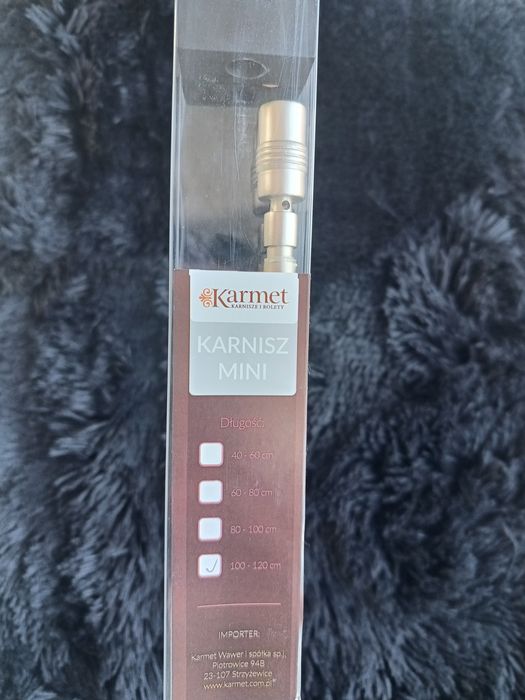 Karmet
KARNISZE I ROLETY
KARNISZ
MINI
Długość:
40 - 60 cm
60 - 80 cm
80 - 100 cm
100 - 120 cm
IMPORTER:
Karmet Wawer i spółka sp.j.
Piotrowice 94B
23-107 Strzyżewice
www.karmet.com.pl